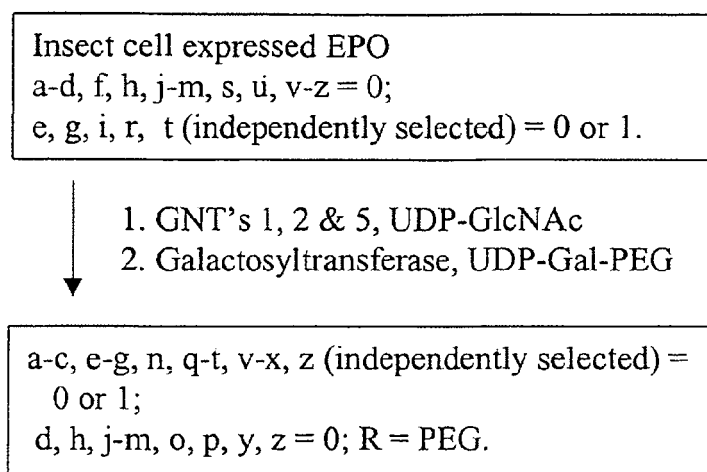 Insect cell expressed EPO
a-d, f, h, j-m, s, u, v-z = 0;
e, g, i, r, t (independently selected) = 0 or 1.
1. GNT's 1, 2 & 5, UDP-GlcNAc
2. Galactosyltransferase, UDP-Gal-PEG
a-c, e-g, n, q-t, v-x, z (independently selected) =
0 or 1;
d, h, j-m, o, p, y, z = 0; R = PEG.